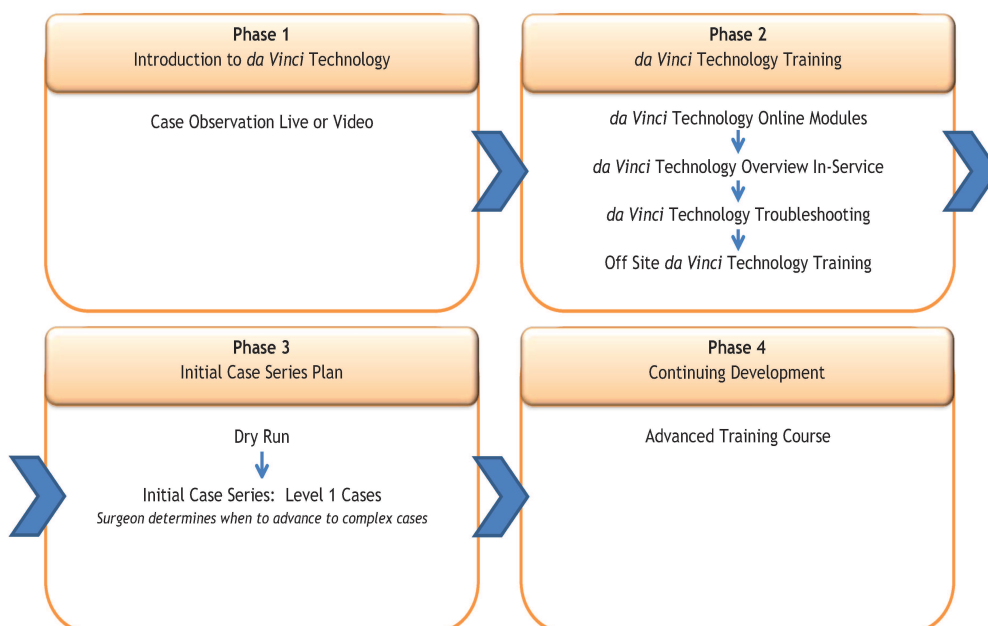 Phase 1
Introduction to da Vinci Technology
Case Observation Live or Video
Phase 2
da Vinci Technology Training
da Vinci Technology Online Modules
da Vinci Technology Overview In-Service
da Vinci Technology Troubleshooting
Off Site da Vinci Technology Training
Phase 3
Initial Case Series Plan
Dry Run
Initial Case Series: Level 1 Cases
Surgeon determines when to advance to complex cases
Phase 4
Continuing Development
Advanced Training Course